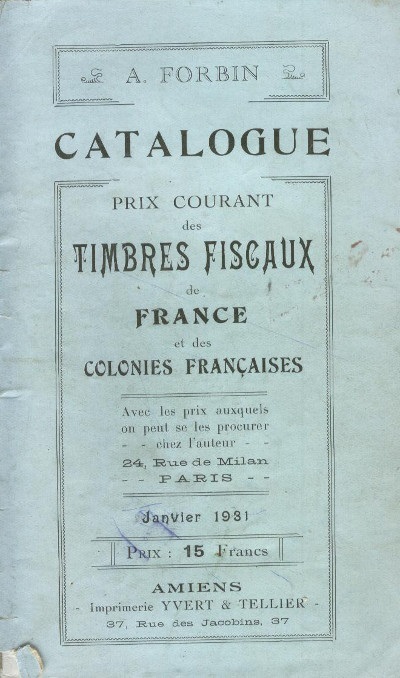 A. FORBIN
CATALOGUE
PRIX COURANT
des
TIMBRES FISCAUX
de
FRANCE
et des
COLONIES FRANÇAISES
Avec les prix auxquels
on peut se les procurer
- - chez l'auteur - -
24, Rue de Milan
- - PARIS - -
Janvier 1931
PRIX : 15 Francs
AMIENS
- Imprimerie YVERT & TELLIER -
37, Rue des Jacobins, 37